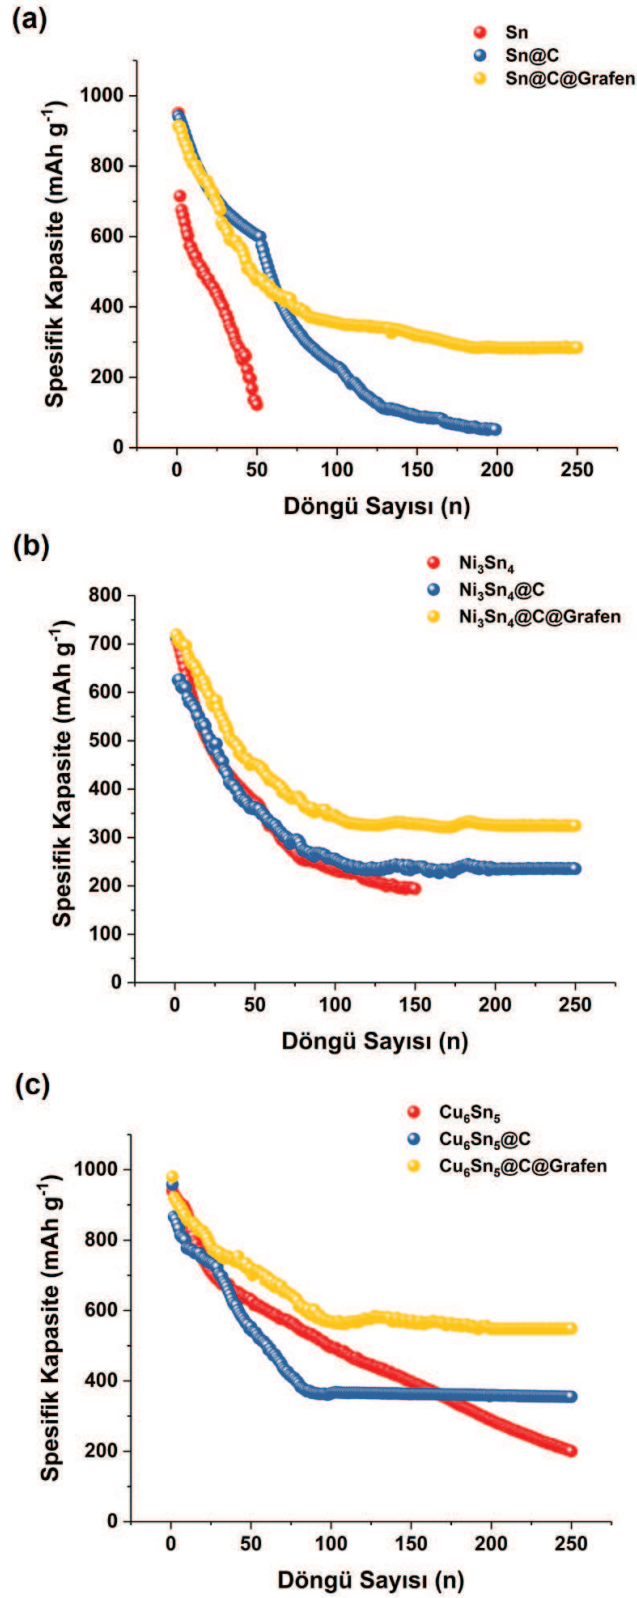 (a)
Sn
Sn@C
Sn@C@Grafen
Spesifik Kapasite (mAh g⁻¹)
1000
800
600
400
200
0
0 50 100 150 200 250
Döngü Sayısı (n)
(b)
Ni₃Sn₄
Ni₃Sn₄@C
Ni₃Sn₄@C@Grafen
Spesifik Kapasite (mAh g⁻¹)
800
700
600
500
400
300
200
100
0
0 50 100 150 200 250
Döngü Sayısı (n)
(c)
Cu₆Sn₅
Cu₆Sn₅@C
Cu₆Sn₅@C@Grafen
Spesifik Kapasite (mAh g⁻¹)
1000
800
600
400
200
0
0 50 100 150 200 250
Döngü Sayısı (n)